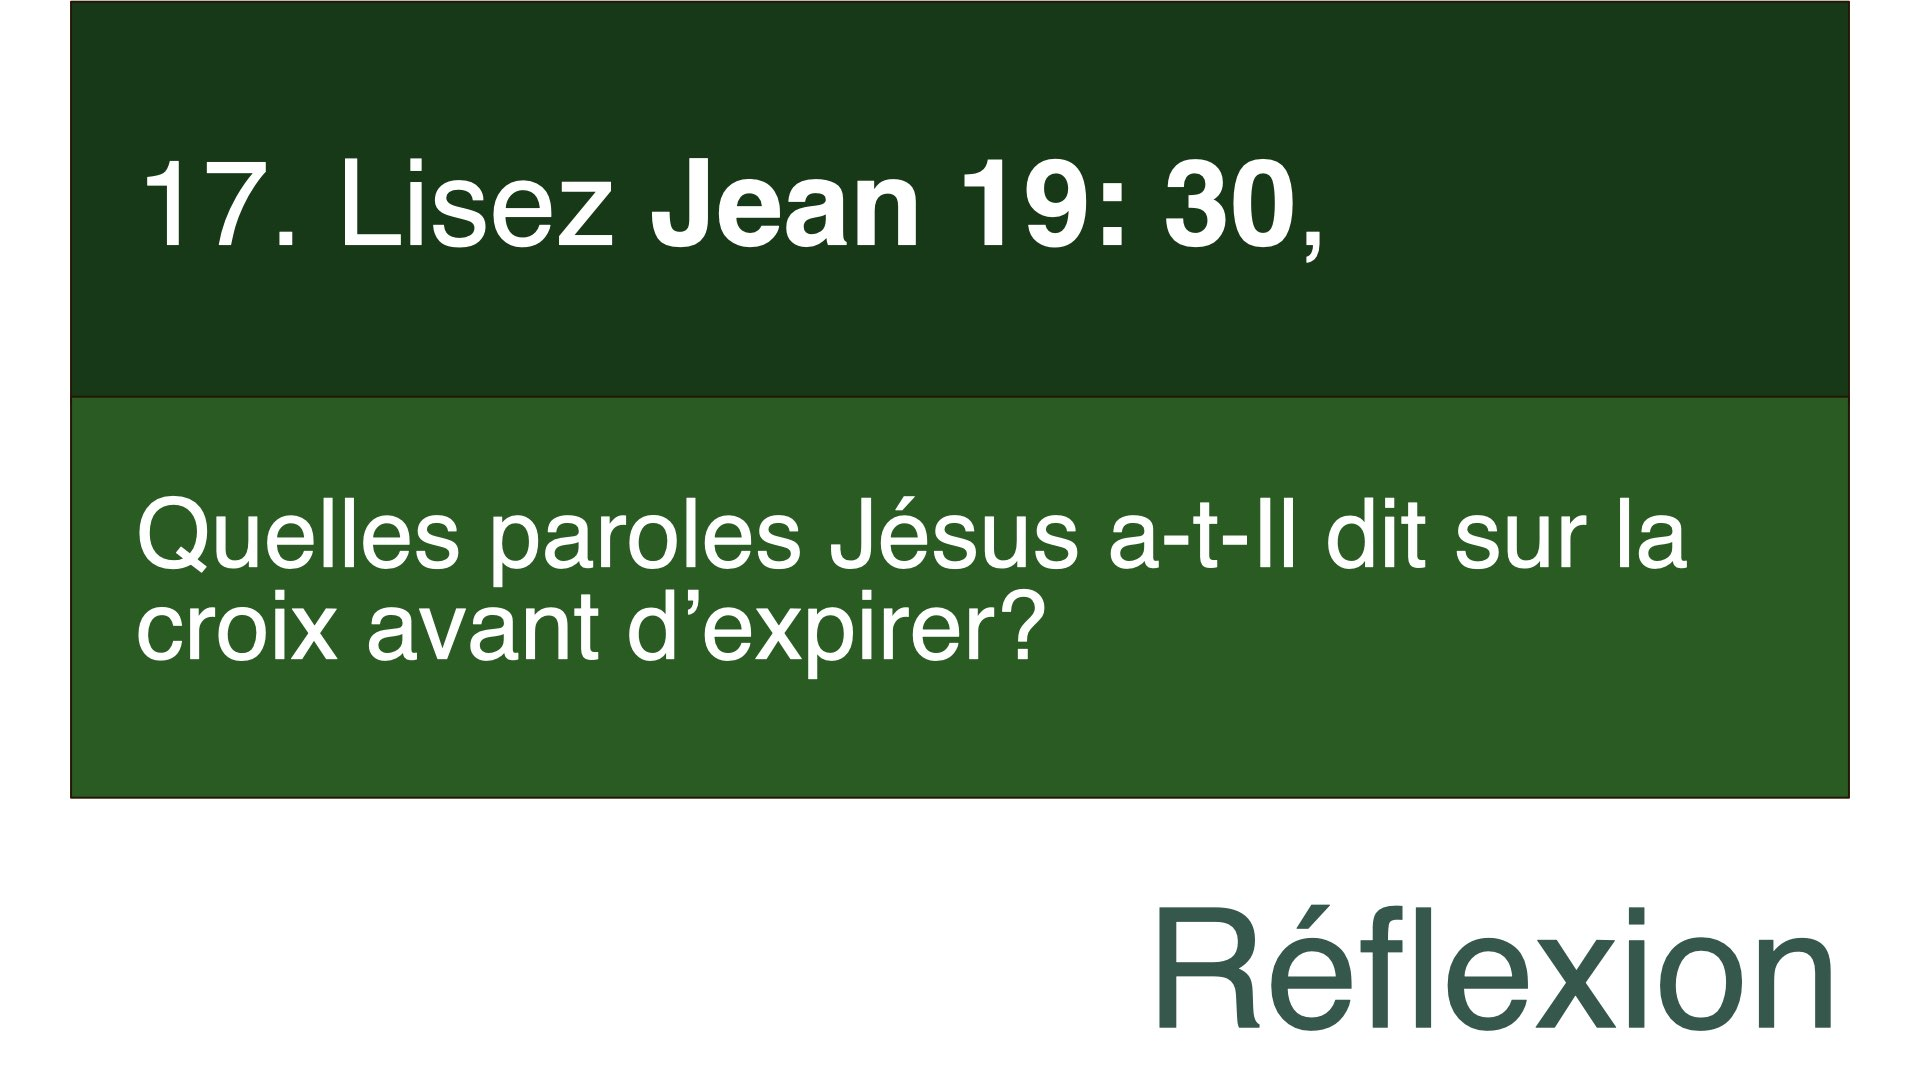 17. Lisez Jean 19: 30,
Quelles paroles Jésus a-t-Il dit sur la
croix avant d’expirer?
Réflexion